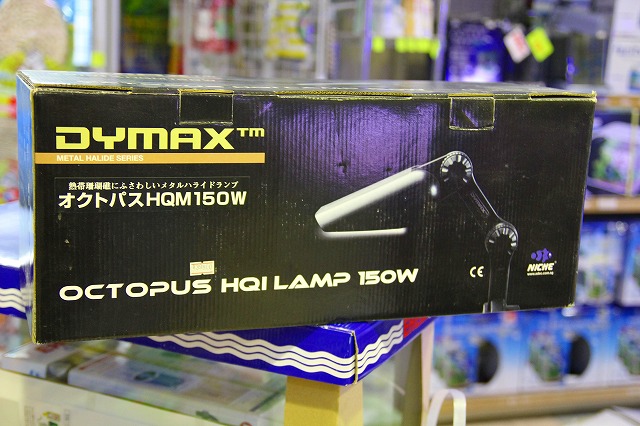 DYMAX™
METAL HALIDE SERIES
熱帯珊瑚礁にふさわしいメタルハライドランプ
オクトパスHQM150W
OCTOPUS HQI LAMP 150W
CE
NICHE